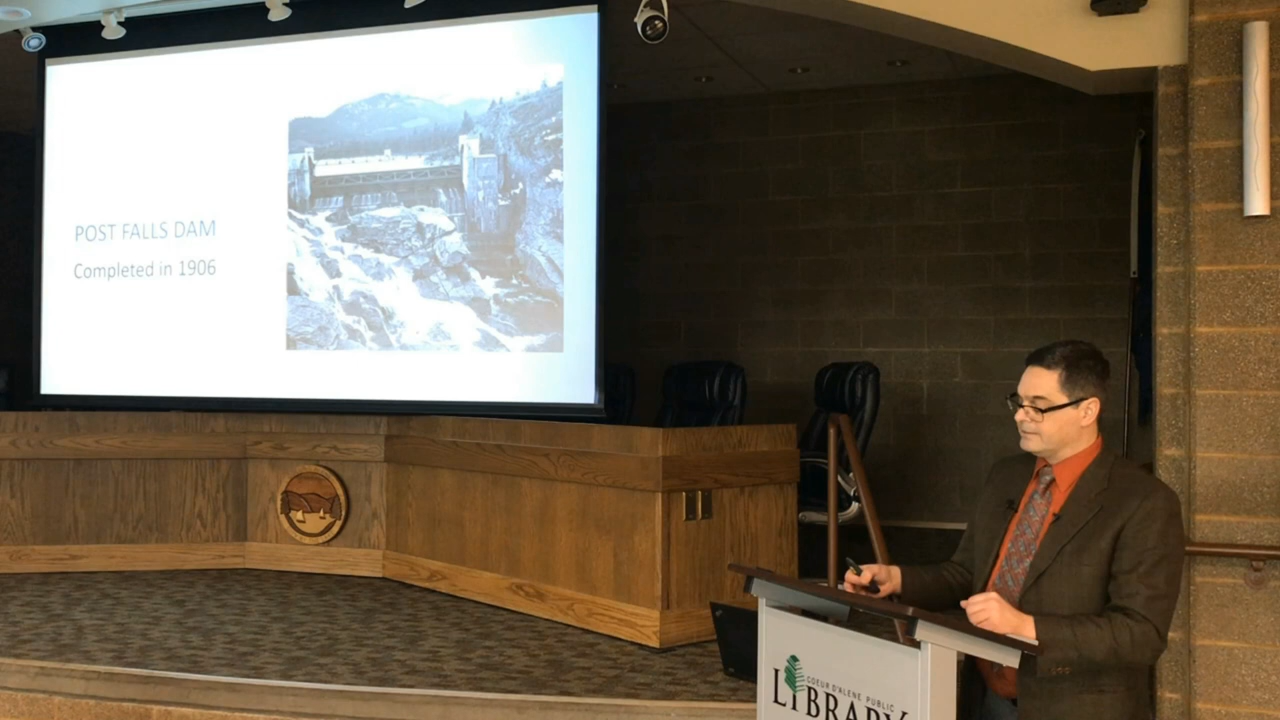 POST FALLS DAM
Completed in 1906
COEUR D'ALENE PUBLIC
LIBRARY